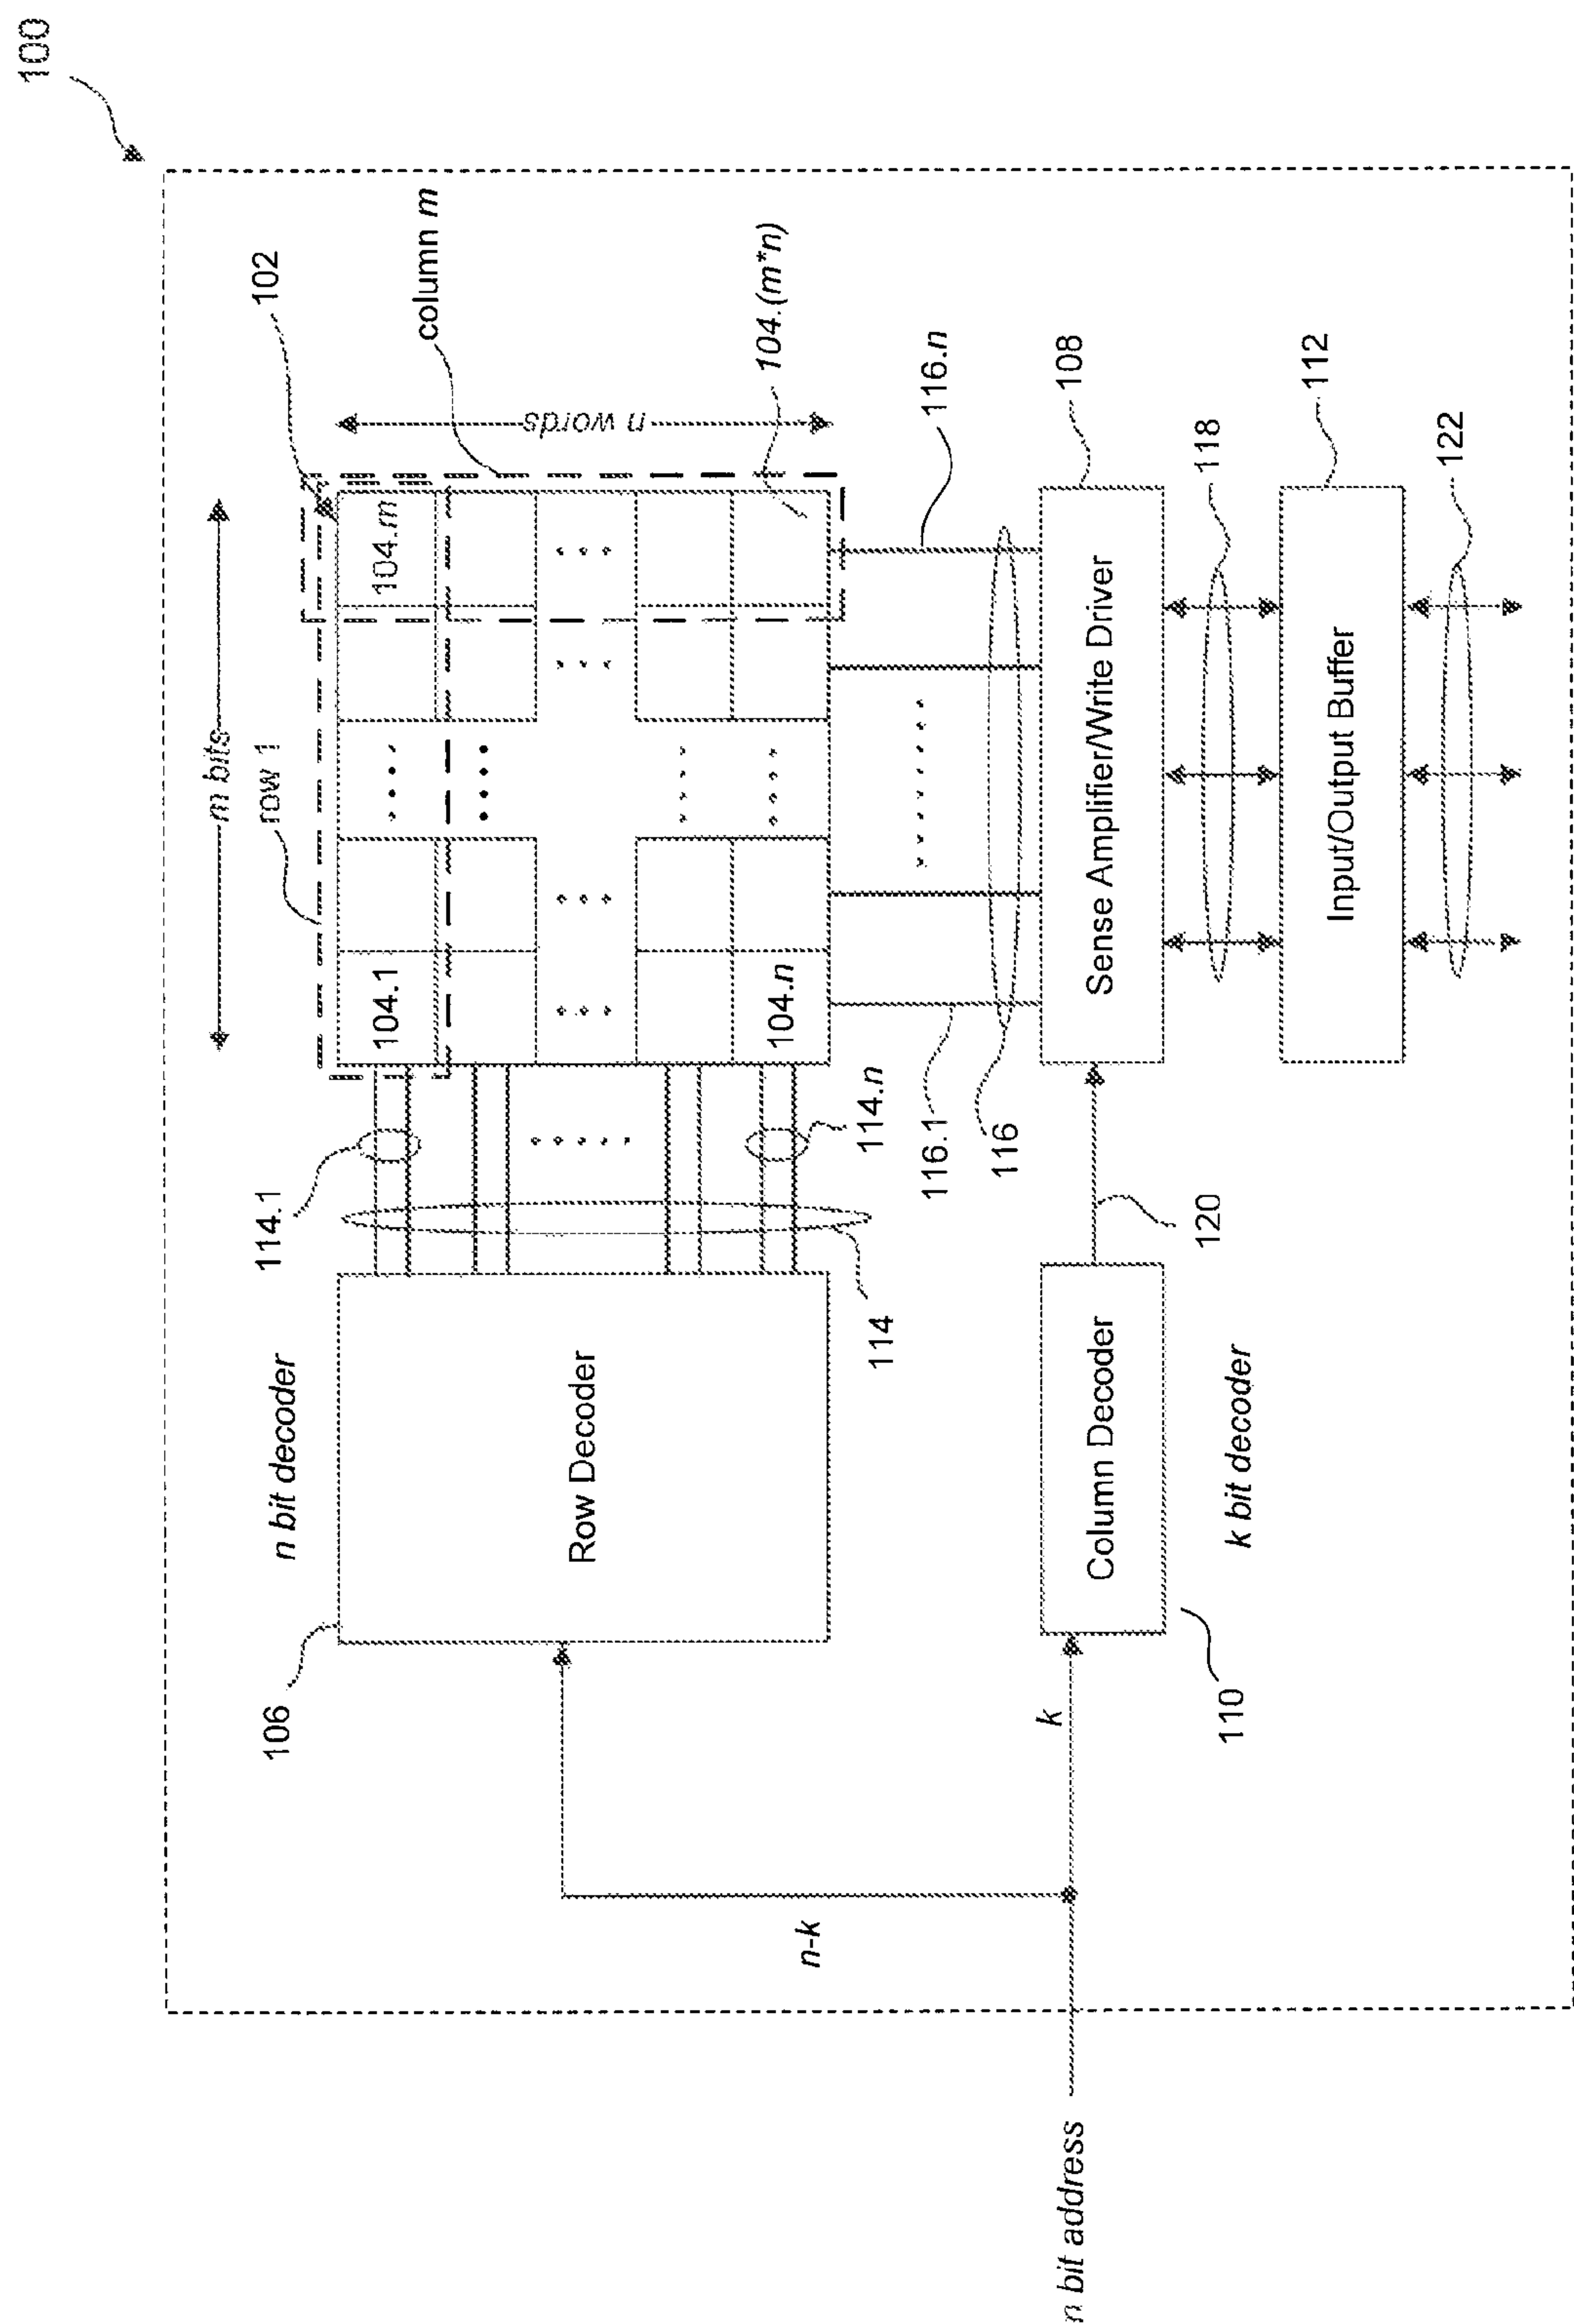 100
102
m bits
row 1
column m
104.1
104.m
n words
104.n
104.(m*n)
n bit decoder
106
Row Decoder
114.1
114.n
114
116.1
116
116.n
108
Sense Amplifier/Write Driver
118
112
Input/Output Buffer
122
120
Column Decoder
k bit decoder
110
k
n-k
n bit address